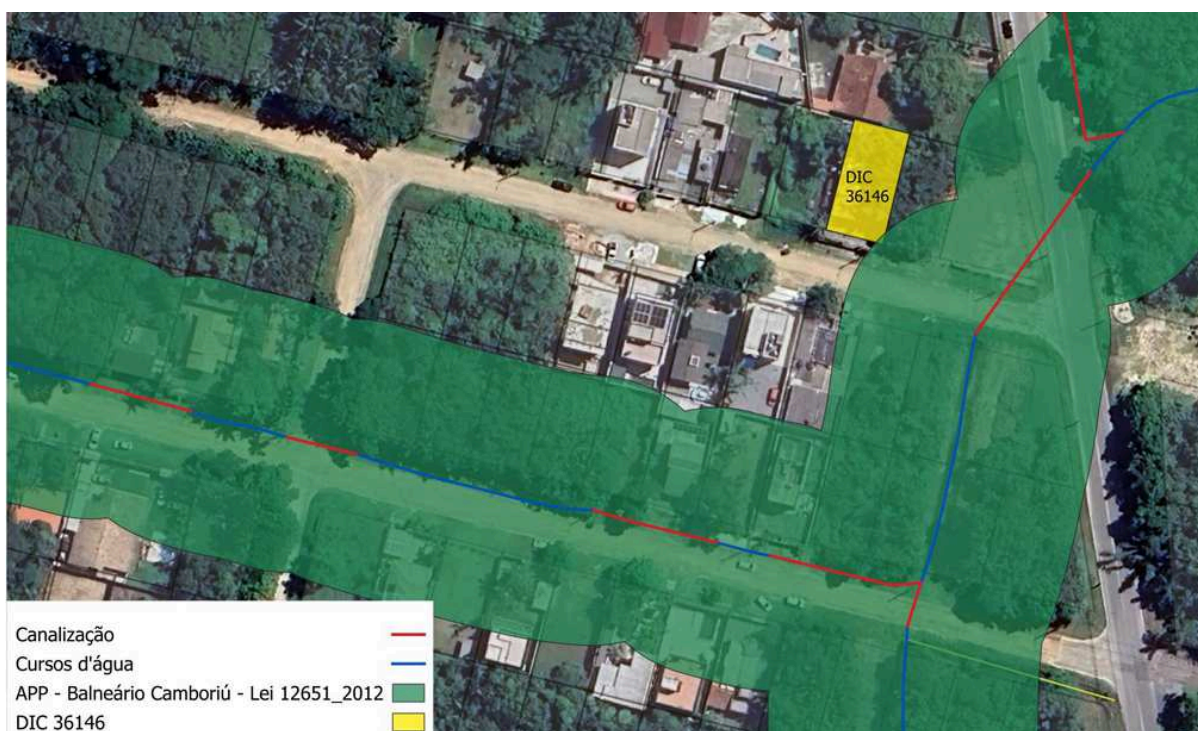 DIC
36146
Canalização
Cursos d'água
APP - Balneário Camboriú - Lei 12651_2012
DIC 36146